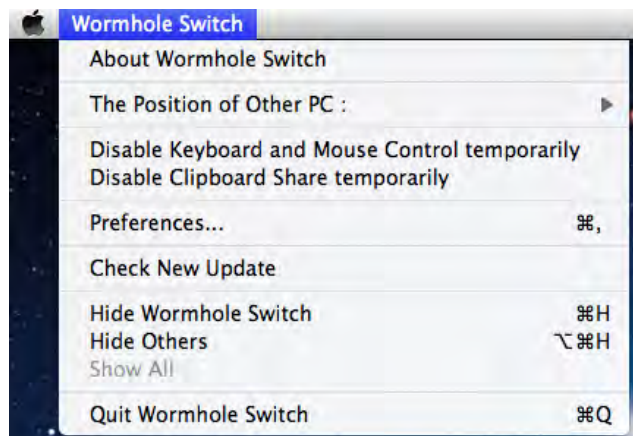 Wormhole Switch
About Wormhole Switch
The Position of Other PC :
Disable Keyboard and Mouse Control temporarily
Disable Clipboard Share temporarily
Preferences... ⌘,
Check New Update
Hide Wormhole Switch ⌘H
Hide Others ⌥⌘H
Show All
Quit Wormhole Switch ⌘Q